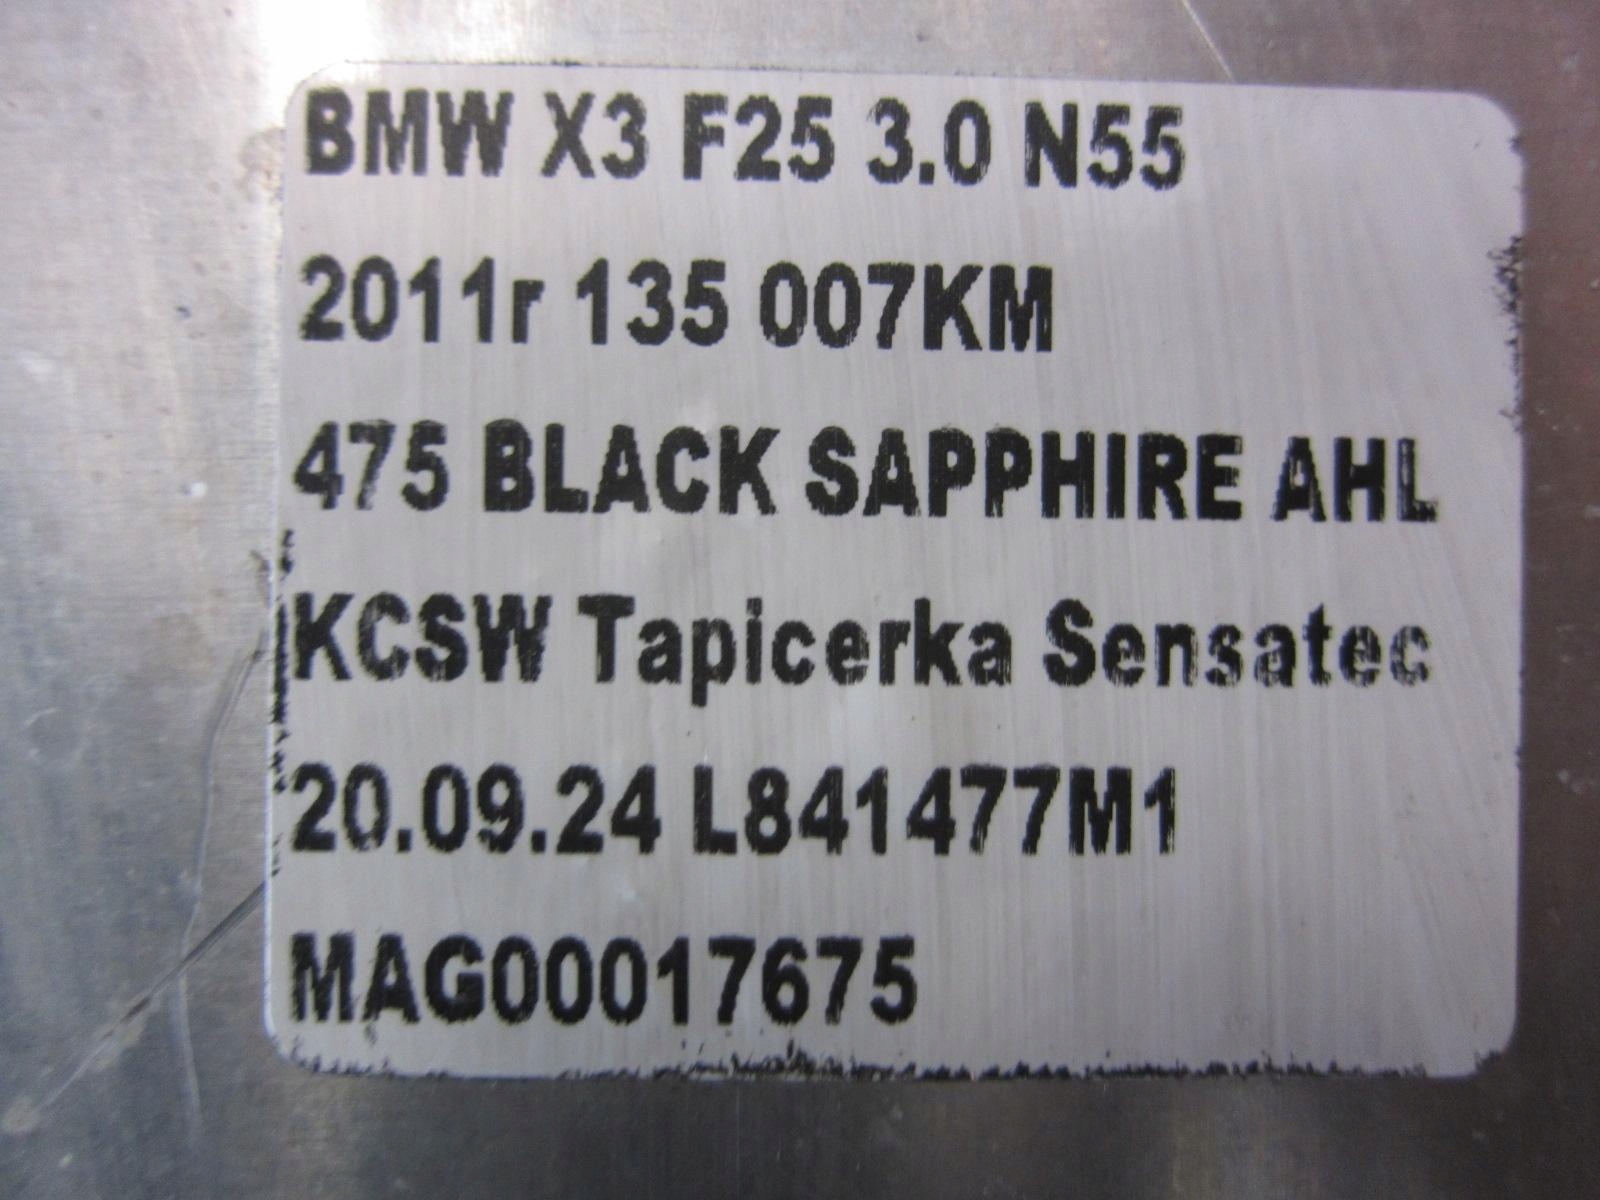 BMW X3 F25 3.0 N55
2011r 135 007KM
475 BLACK SAPPHIRE AHL
KCSW Tapicerka Sensatec
20.09.24 L841477M1
MAG00017675